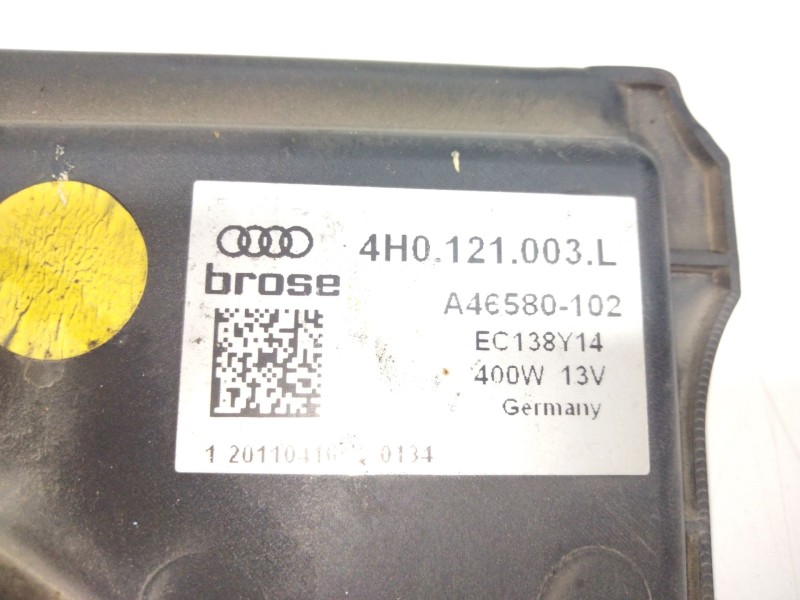 4H0.121.003.L
brose
A46580-102
EC138Y14
400W 13V
Germany
1 0134